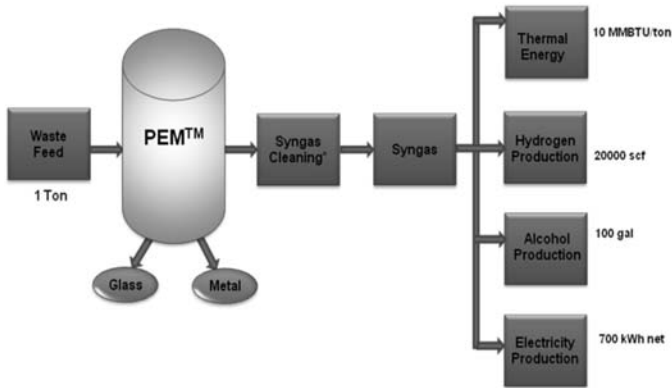 Waste
Feed
1 Ton
PEM™
Glass
Metal
Syngas
Cleaning*
Syngas
Thermal
Energy
10 MMBTU/ton
Hydrogen
Production
20000 scf
Alcohol
Production
100 gal
Electricity
Production
700 kWh net